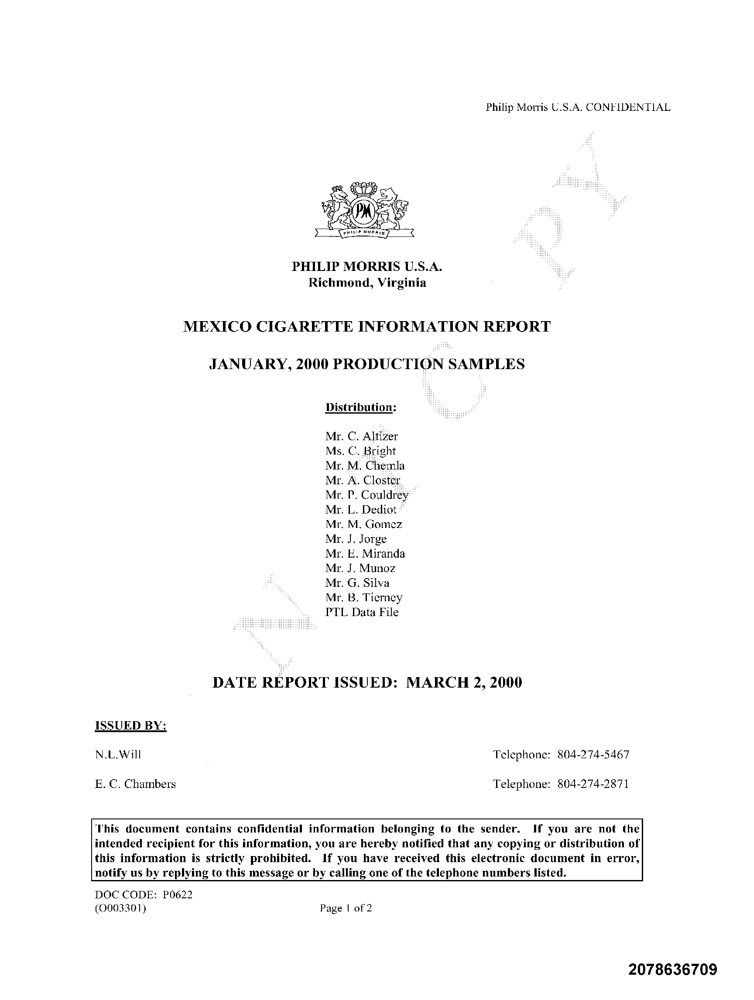 Philip Morris U.S.A. CONFIDENTIAL
PM
PHILIP MORRIS
PHILIP MORRIS U.S.A.
Richmond, Virginia
MEXICO CIGARETTE INFORMATION REPORT
JANUARY, 2000 PRODUCTION SAMPLES
Distribution:
Mr. C. Altizer
Ms. C. Bright
Mr. M. Chemla
Mr. A. Closter
Mr. P. Couldrey
Mr. L. Dediot
Mr. M. Gomez
Mr. J. Jorge
Mr. E. Miranda
Mr. J. Munoz
Mr. G. Silva
Mr. B. Tierney
PTL Data File
DATE REPORT ISSUED: MARCH 2, 2000
ISSUED BY:
N.L.Will Telephone: 804-274-5467
E. C. Chambers Telephone: 804-274-2871
This document contains confidential information belonging to the sender. If you are not the
intended recipient for this information, you are hereby notified that any copying or distribution of
this information is strictly prohibited. If you have received this electronic document in error,
notify us by replying to this message or by calling one of the telephone numbers listed.
DOC CODE: P0622
(O003301) Page 1 of 2
2078636709